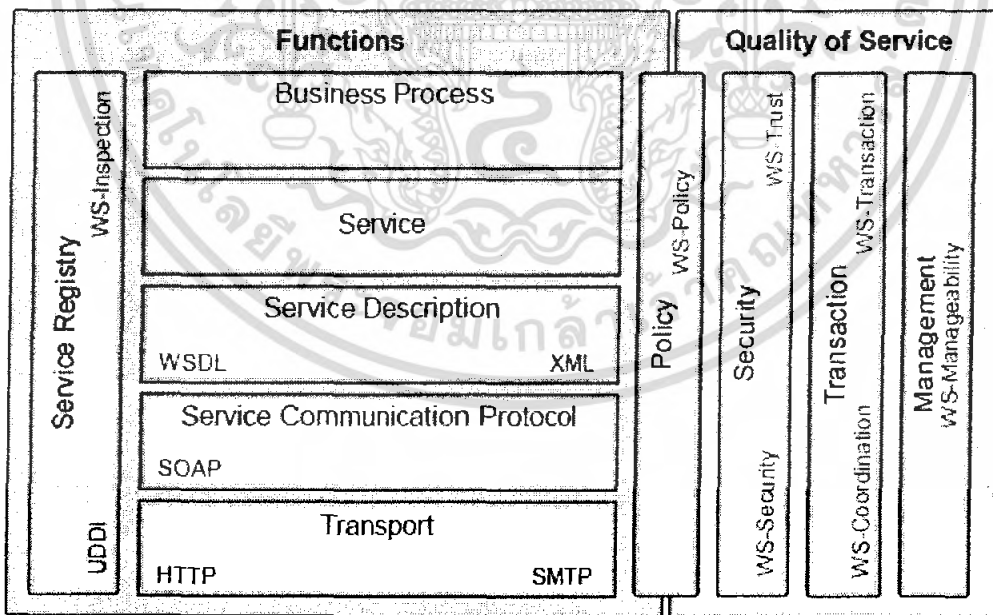 Functions
Quality of Service
Service Registry
WS-Inspection
UDDI
Business Process
Service
Service Description
WSDL XML
Service Communication Protocol
SOAP
Transport
HTTP SMTP
Policy
WS-Policy
Security
WS-Trust
WS-Security
Transaction
WS-Transaction
WS-Coordination
Management
WS-Manageability